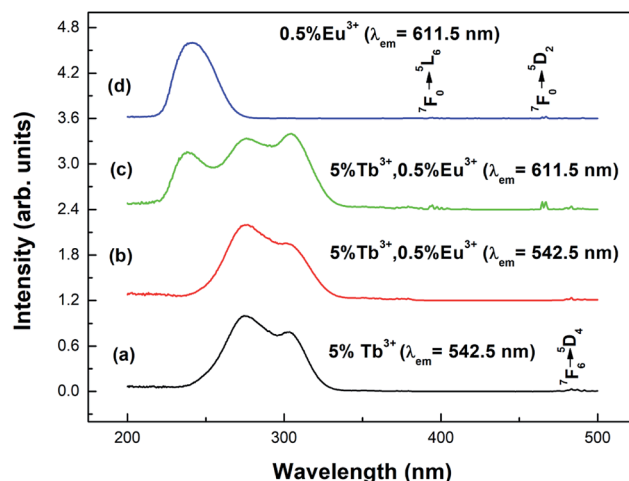 4.8
4.2
3.6
3.0
2.4
1.8
1.2
0.6
0.0
Intensity (arb. units)
0.5%Eu³⁺ (λem = 611.5 nm)
(d)
⁷F₀→⁵L₆
⁷F₀→⁵D₂
(c)
5%Tb³⁺,0.5%Eu³⁺ (λem = 611.5 nm)
(b)
5%Tb³⁺,0.5%Eu³⁺ (λem = 542.5 nm)
(a)
5% Tb³⁺ (λem = 542.5 nm)
⁷F₆→⁵D₄
200 250 300 350 400 450 500
Wavelength (nm)